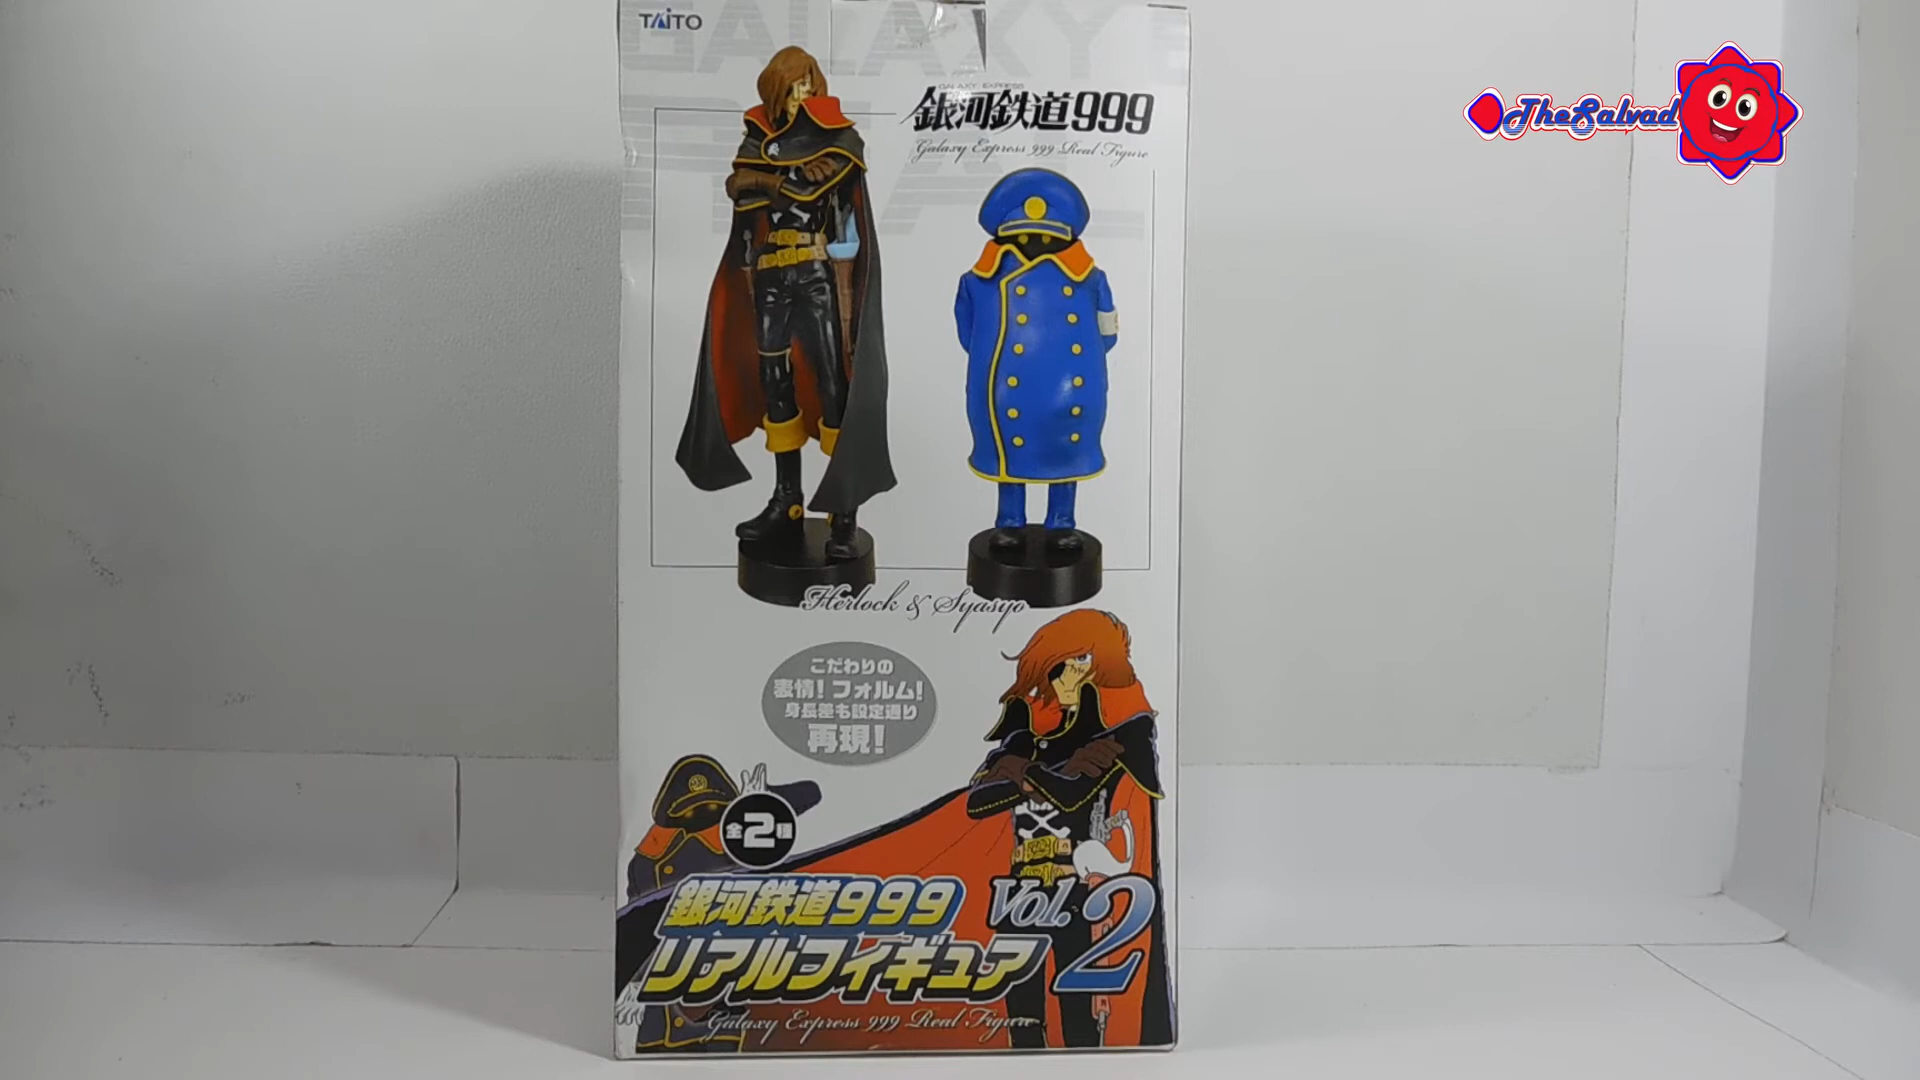 TAITO
GALAXY E
GALAXY EXPRESS
銀河鉄道999
Galaxy Express 999 Real Figure
TheSalvad
Herlock & Syasyo
こだわりの
表情!フォルム!
身長差も設定通り
再現!
全2種
銀河鉄道999
リアルフィギュア
Vol.2
Galaxy Express 999 Real Figure